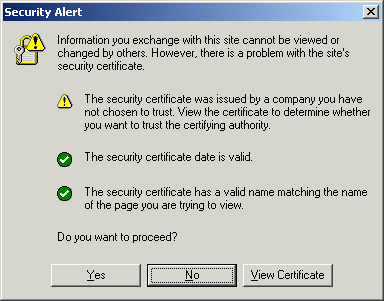 Security Alert
Information you exchange with this site cannot be viewed or
changed by others. However, there is a problem with the site's
security certificate.
The security certificate was issued by a company you have
not chosen to trust. View the certificate to determine whether
you want to trust the certifying authority.
The security certificate date is valid.
The security certificate has a valid name matching the name
of the page you are trying to view.
Do you want to proceed?
Yes
No
View Certificate